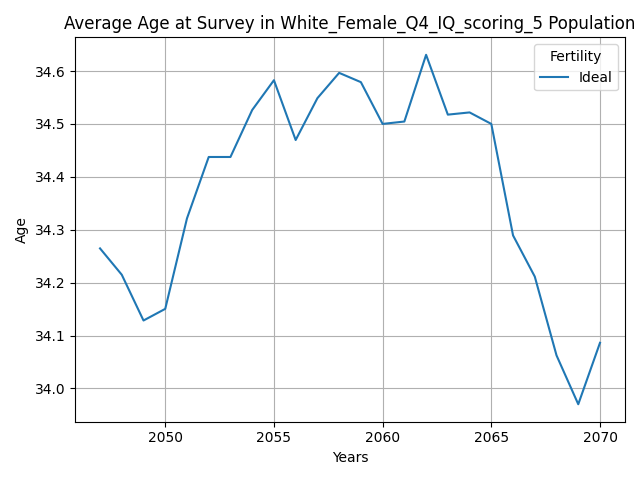 Average Age at Survey in White_Female_Q4_IQ_scoring_5 Population
Fertility
Ideal
34.6
34.5
34.4
34.3
34.2
34.1
34.0
Age
2050 2055 2060 2065 2070
Years